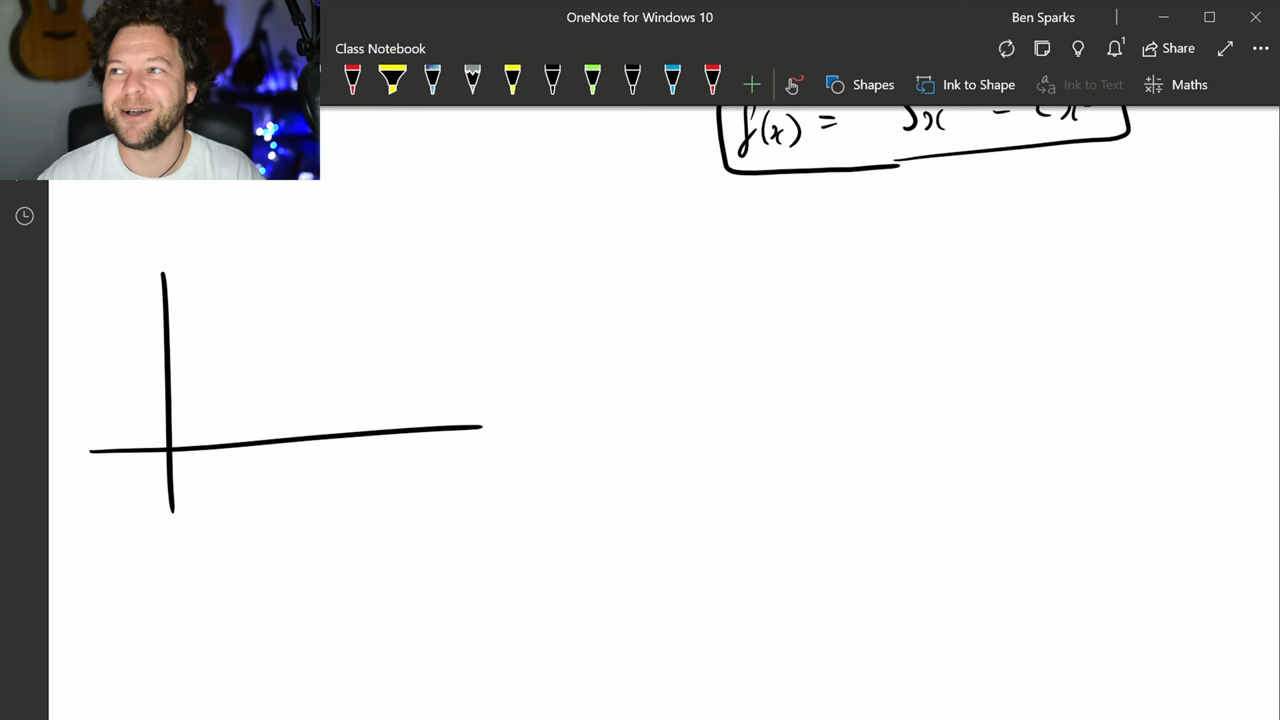 OneNote for Windows 10
Ben Sparks
Class Notebook
Share
Shapes
Ink to Shape
Ink to Text
Maths
f'(x) =